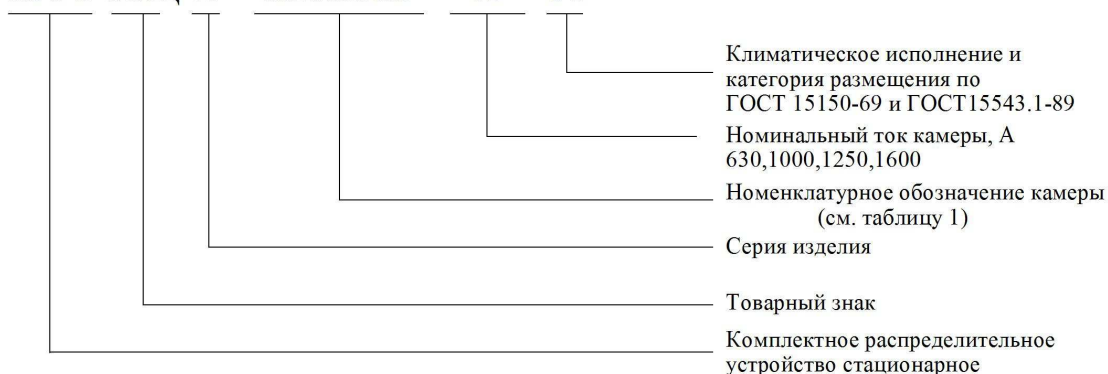 Климатическое исполнение и
категория размещения по
ГОСТ 15150-69 и ГОСТ15543.1-89
Номинальный ток камеры, А
630,1000,1250,1600
Номенклатурное обозначение камеры
(см. таблицу 1)
Серия изделия
Товарный знак
Комплектное распределительное
устройство стационарное